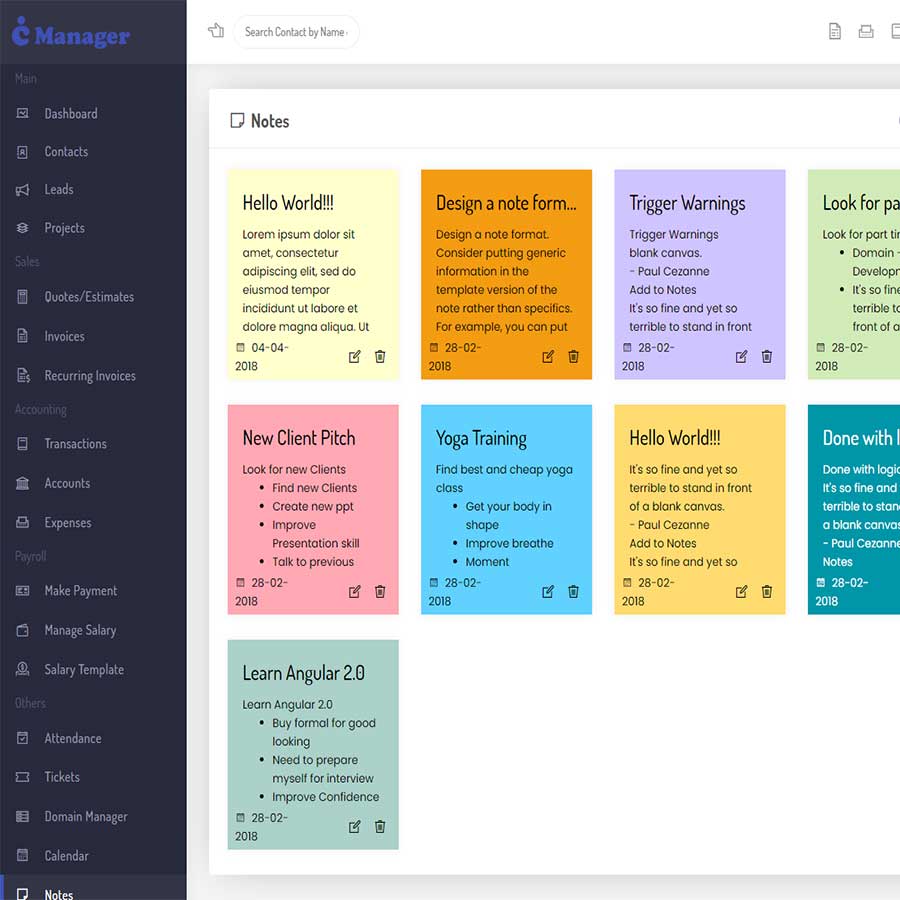 Manager
Search Contact by Name
Main
Dashboard
Contacts
Leads
Projects
Sales
Quotes/Estimates
Invoices
Recurring Invoices
Accounting
Transactions
Accounts
Expenses
Payroll
Make Payment
Manage Salary
Salary Template
Others
Attendance
Tickets
Domain Manager
Calendar
Notes
Notes
Hello World!!!
Lorem ipsum dolor sit
amet, consectetur
adipiscing elit, sed do
eiusmod tempor
incididunt ut labore et
dolore magna aliqua. Ut
04-04-
2018
Design a note form...
Design a note format.
Consider putting generic
information in the
template version of the
note rather than specifics.
For example, you can put
28-02-
2018
Trigger Warnings
Trigger Warnings
blank canvas.
- Paul Cezanne
Add to Notes
It's so fine and yet so
terrible to stand in front
28-02-
2018
Look for pa
Look for part ti
• Domain -
Develop
• It's so fine
terrible to
front of a
28-02-
2018
New Client Pitch
Look for new Clients
• Find new Clients
• Create new ppt
• Improve
Presentation skill
• Talk to previous
28-02-
2018
Yoga Training
Find best and cheap yoga
class
• Get your body in
shape
• Improve breathe
• Moment
28-02-
2018
Hello World!!!
It's so fine and yet so
terrible to stand in front
of a blank canvas.
- Paul Cezanne
Add to Notes
It's so fine and yet so
28-02-
2018
Done with l
Done with logic
It's so fine and
terrible to stan
a blank canvas
- Paul Cezanne
Notes
28-02-
2018
Learn Angular 2.0
Learn Angular 2.0
• Buy formal for good
looking
• Need to prepare
myself for interview
• Improve Confidence
28-02-
2018